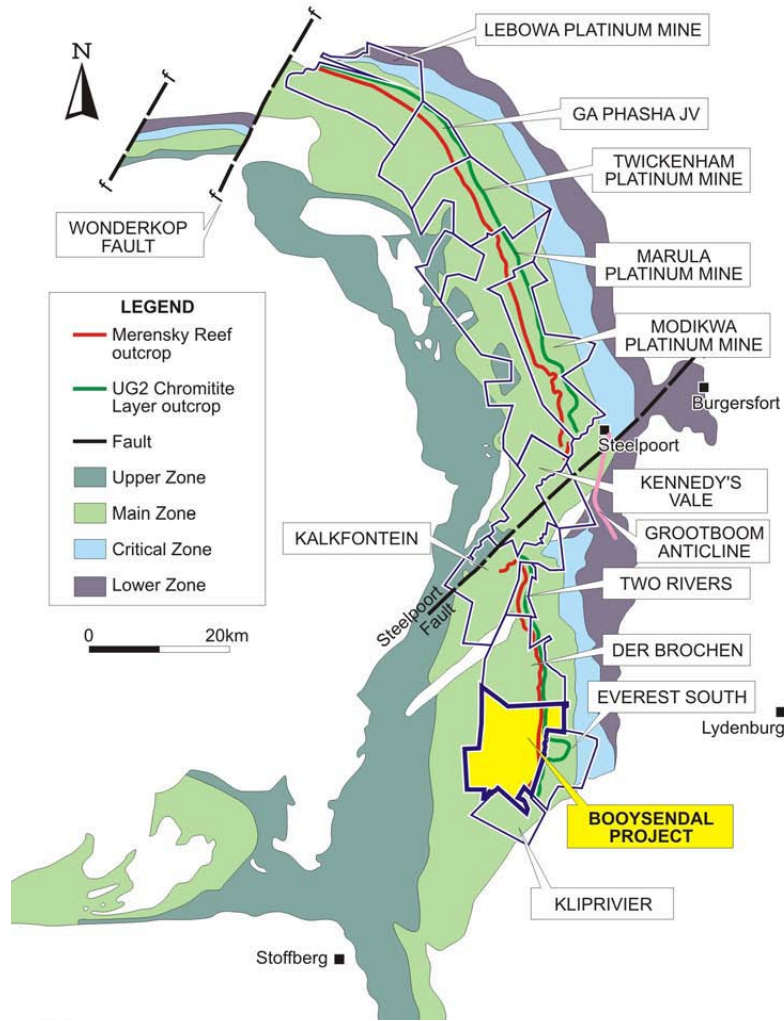 N
LEBOWA PLATINUM MINE
GA PHASHA JV
TWICKENHAM
PLATINUM MINE
MARULA
PLATINUM MINE
MODIKWA
PLATINUM MINE
f
f
f
f
WONDERKOP
FAULT
LEGEND
Merensky Reef
outcrop
UG2 Chromitite
Layer outcrop
Fault
Upper Zone
Main Zone
Critical Zone
Lower Zone
0 20km
Burgersfort
Steelpoort
KENNEDY'S
VALE
GROOTBOOM
ANTICLINE
KALKFONTEIN
Steelpoort
Fault
TWO RIVERS
DER BROCHEN
EVEREST SOUTH
Lydenburg
BOOYSENDAL
PROJECT
KLIPRIVIER
Stoffberg